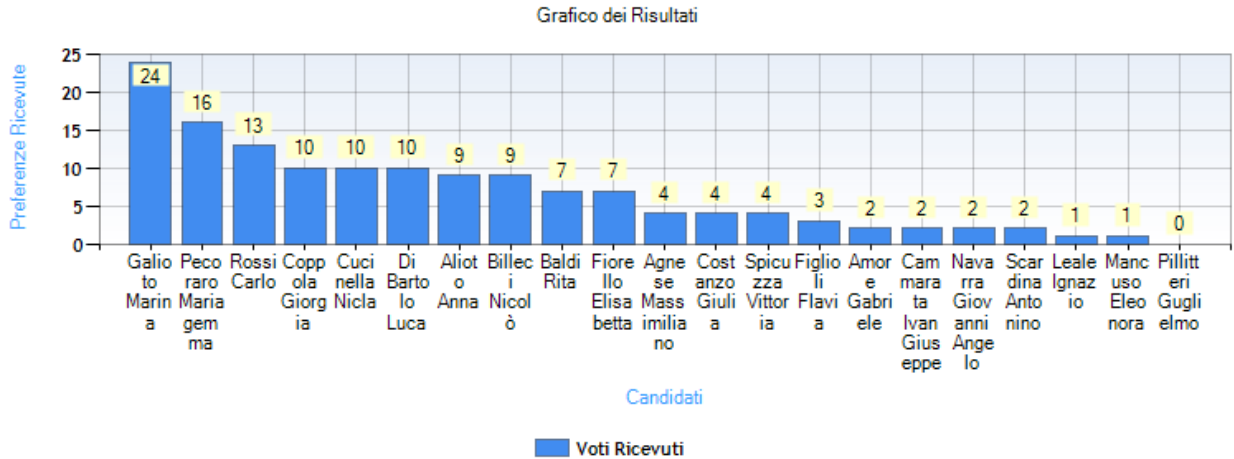 Grafico dei Risultati
Preferenze Ricevute
25
20
15
10
5
0
24
16
13
10
10
10
9
9
7
7
4
4
4
3
2
2
2
2
1
1
0
Galio
to
Marin
a
Peco
raro
Maria
gem
ma
Rossi
Carlo
Copp
ola
Giorg
ia
Cuci
nella
Nicla
Di
Barto
lo
Luca
Aliot
o
Anna
Billec
i
Nicol
ò
Baldi
Rita
Fiore
llo
Elisa
betta
Agne
se
Mass
imilia
no
Cost
anzo
Giuli
a
Spicu
zza
Vittor
ia
Figlio
li
Flavi
a
Amor
e
Gabri
ele
Cam
mara
ta
Ivan
Gius
eppe
Nava
rra
Giov
anni
Ange
lo
Scar
dina
Anto
nino
Leale
Ignaz
io
Manc
uso
Eleo
nora
Pillitt
eri
Gugli
elmo
Candidati
Voti Ricevuti